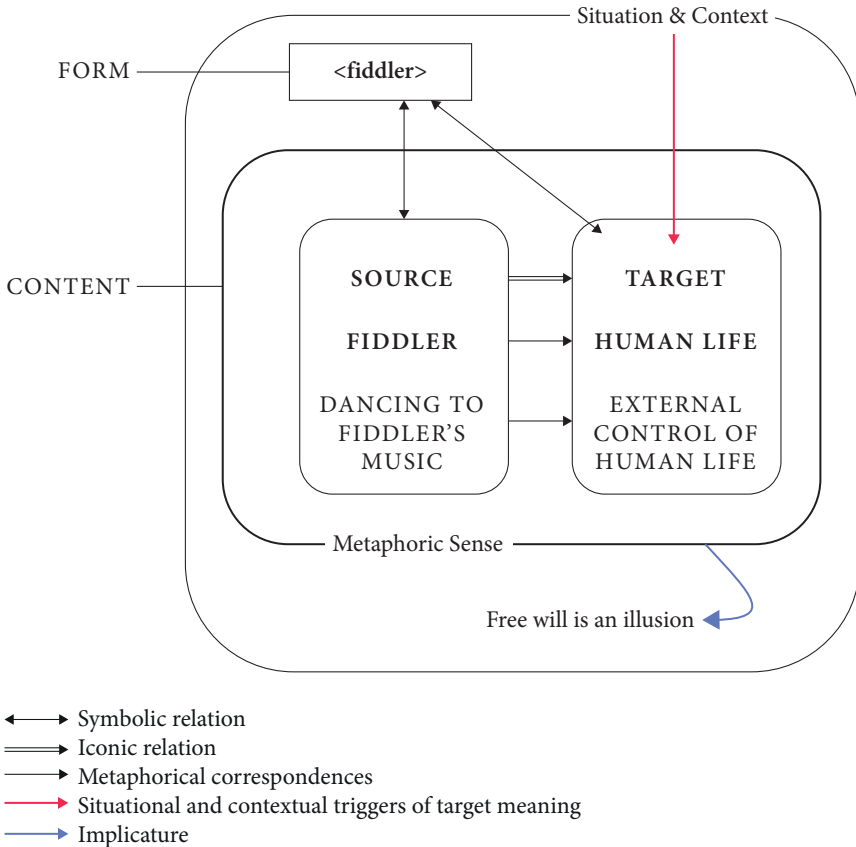 Situation & Context
FORM
<fiddler>
CONTENT
SOURCE
TARGET
FIDDLER
HUMAN LIFE
DANCING TO
FIDDLER'S
MUSIC
EXTERNAL
CONTROL OF
HUMAN LIFE
Metaphoric Sense
Free will is an illusion
Symbolic relation
Iconic relation
Metaphorical correspondences
Situational and contextual triggers of target meaning
Implicature